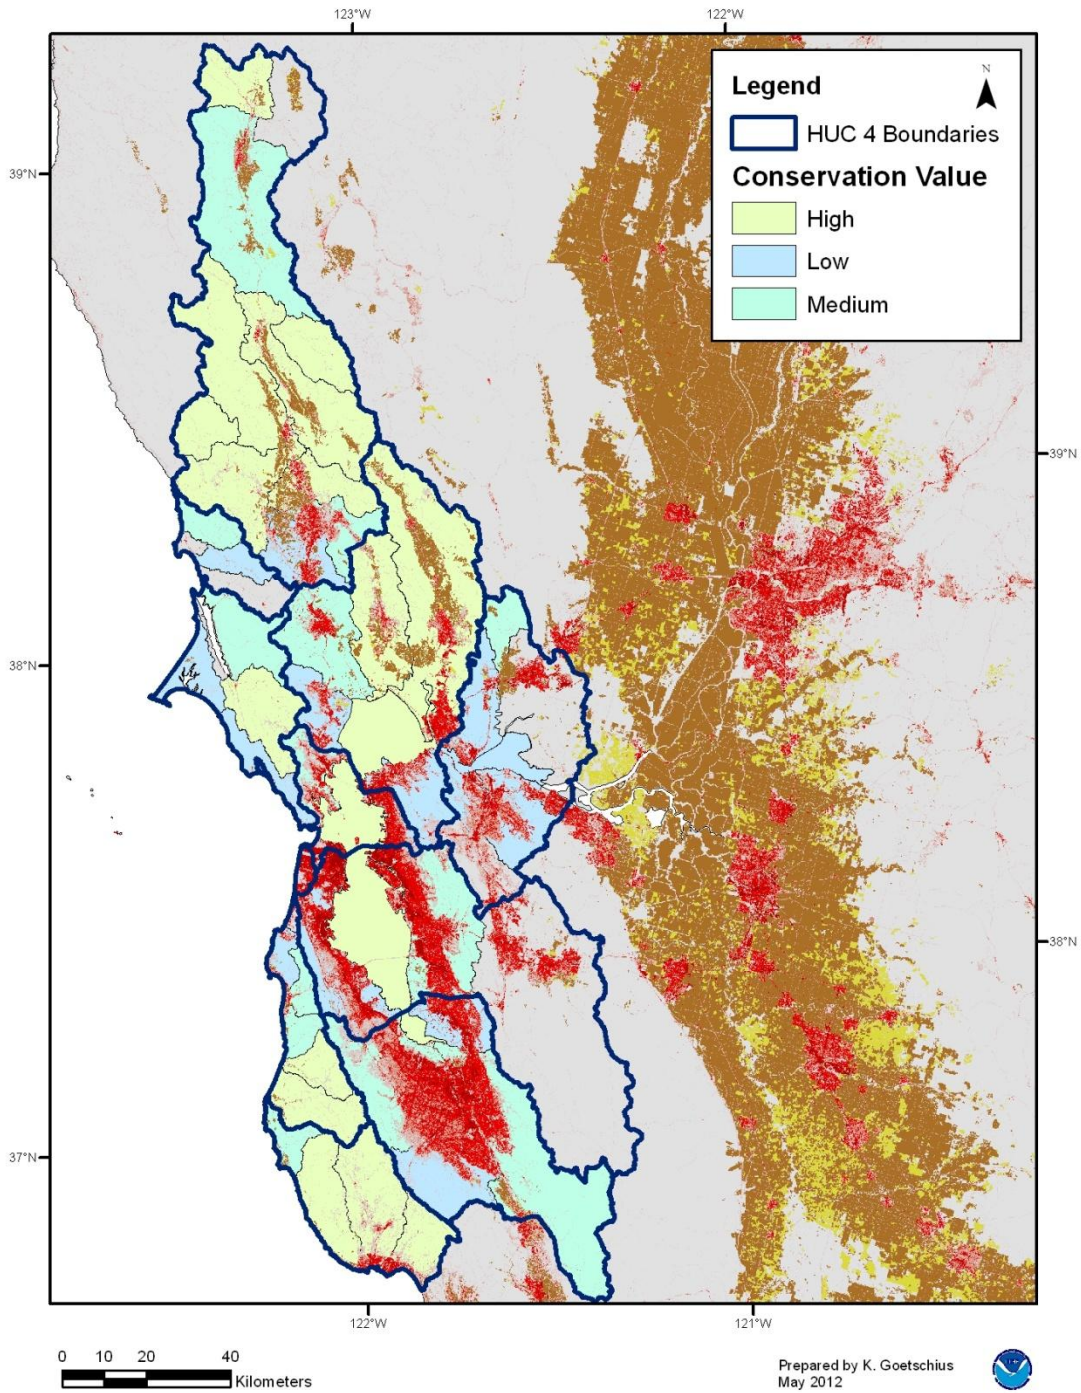 123°W
122°W
Legend
N
HUC 4 Boundaries
Conservation Value
High
Low
Medium
39°N
39°N
38°N
38°N
37°N
122°W
121°W
0 10 20 40
Kilometers
Prepared by K. Goetschius
May 2012